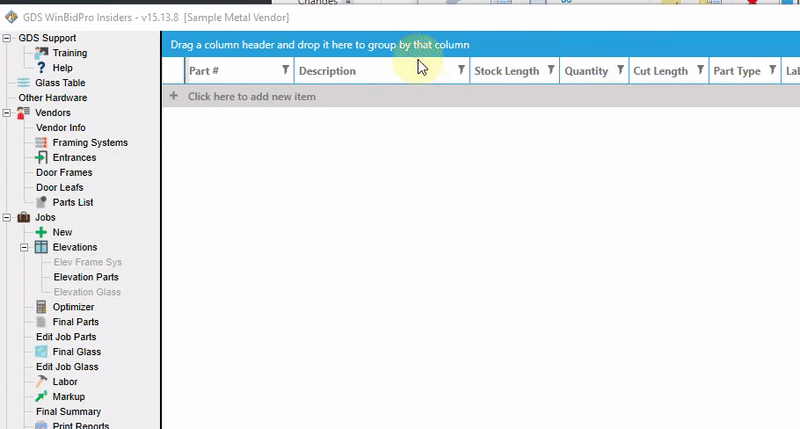 Changes
GDS WinBidPro Insiders - v15.13.8 [Sample Metal Vendor]
GDS Support
Training
Help
Glass Table
Other Hardware
Vendors
Vendor Info
Framing Systems
Entrances
Door Frames
Door Leafs
Parts List
Jobs
New
Elevations
Elev Frame Sys
Elevation Parts
Elevation Glass
Optimizer
Final Parts
Edit Job Parts
Final Glass
Edit Job Glass
Labor
Markup
Final Summary
Print Reports
Drag a column header and drop it here to group by that column
Part # Description Stock Length Quantity Cut Length Part Type
+ Click here to add new item